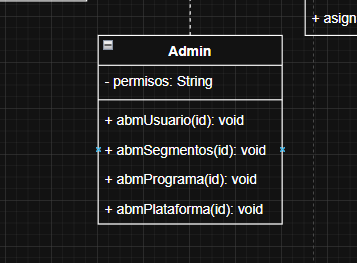 + asign
Admin
- permisos: String
+ abmUsuario(id): void
+ abmSegmentos(id): void
+ abmPrograma(id): void
+ abmPlataforma(id): void